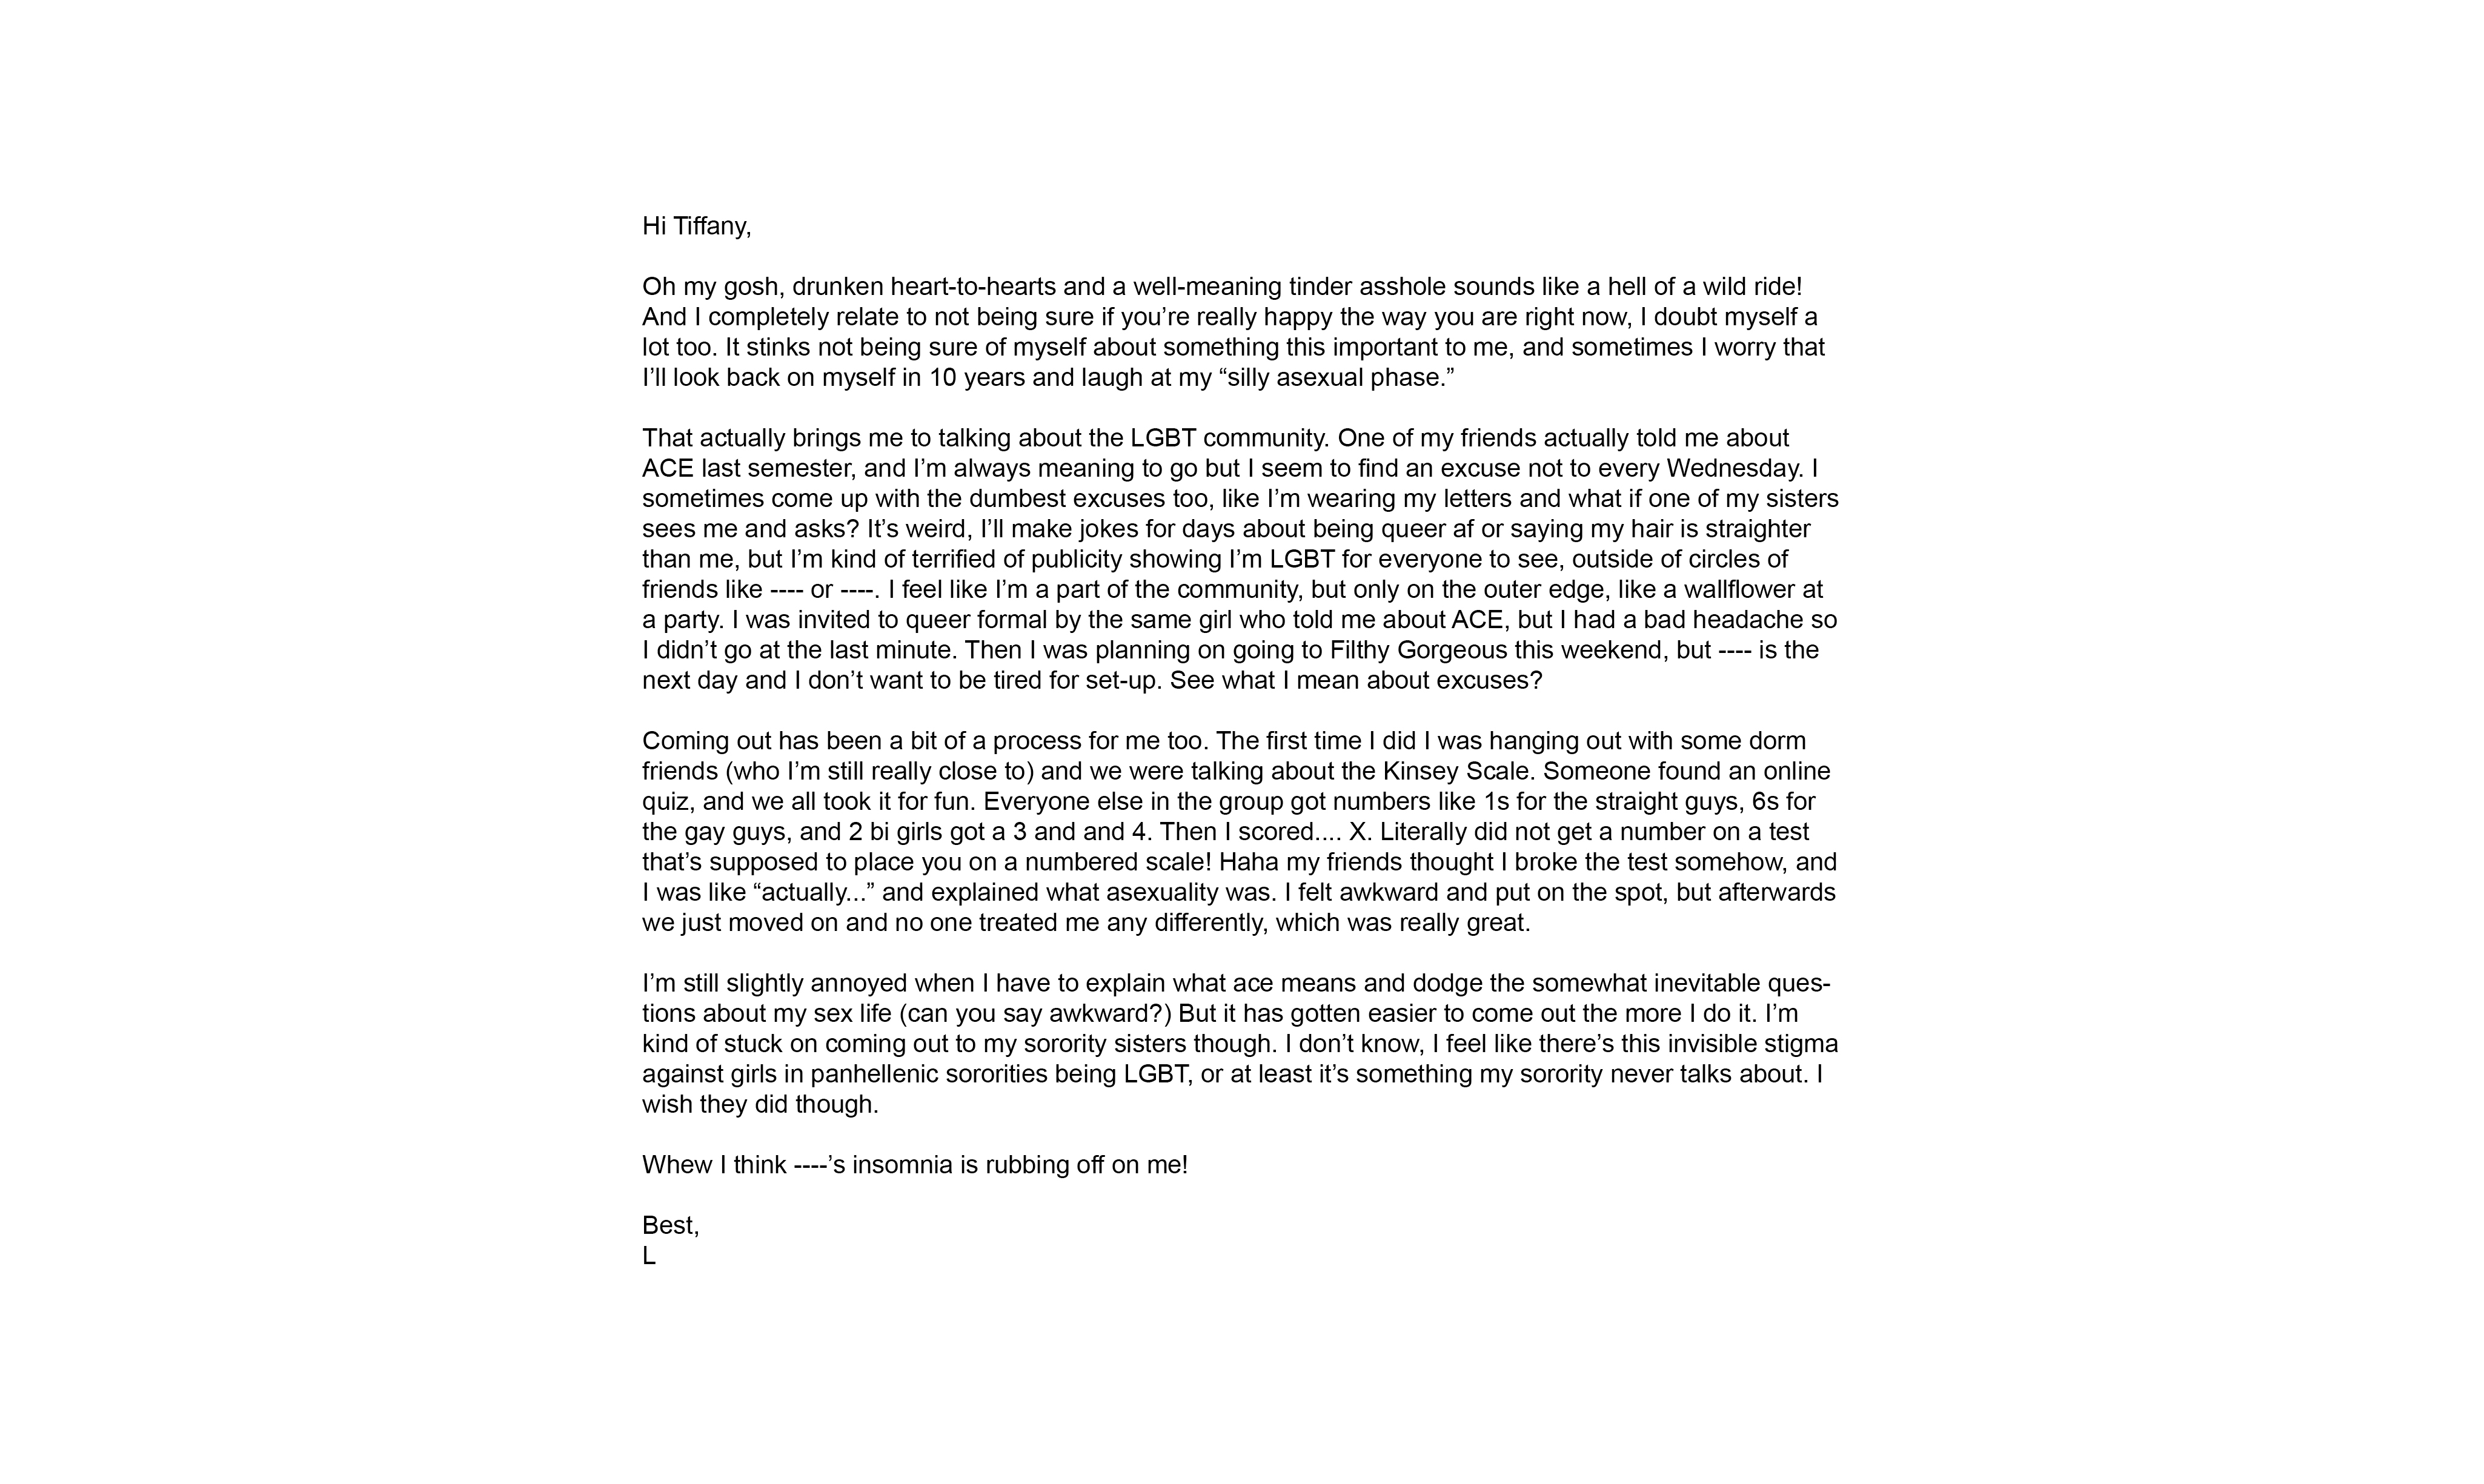 Hi Tiffany,
Oh my gosh, drunken heart-to-hearts and a well-meaning tinder asshole sounds like a hell of a wild ride!
And I completely relate to not being sure if you’re really happy the way you are right now, I doubt myself a
lot too. It stinks not being sure of myself about something this important to me, and sometimes I worry that
I’ll look back on myself in 10 years and laugh at my “silly asexual phase.”
That actually brings me to talking about the LGBT community. One of my friends actually told me about
ACE last semester, and I’m always meaning to go but I seem to find an excuse not to every Wednesday. I
sometimes come up with the dumbest excuses too, like I’m wearing my letters and what if one of my sisters
sees me and asks? It’s weird, I’ll make jokes for days about being queer af or saying my hair is straighter
than me, but I’m kind of terrified of publicity showing I’m LGBT for everyone to see, outside of circles of
friends like ---- or ----. I feel like I’m a part of the community, but only on the outer edge, like a wallflower at
a party. I was invited to queer formal by the same girl who told me about ACE, but I had a bad headache so
I didn’t go at the last minute. Then I was planning on going to Filthy Gorgeous this weekend, but ---- is the
next day and I don’t want to be tired for set-up. See what I mean about excuses?
Coming out has been a bit of a process for me too. The first time I did I was hanging out with some dorm
friends (who I’m still really close to) and we were talking about the Kinsey Scale. Someone found an online
quiz, and we all took it for fun. Everyone else in the group got numbers like 1s for the straight guys, 6s for
the gay guys, and 2 bi girls got a 3 and and 4. Then I scored.... X. Literally did not get a number on a test
that’s supposed to place you on a numbered scale! Haha my friends thought I broke the test somehow, and
I was like “actually...” and explained what asexuality was. I felt awkward and put on the spot, but afterwards
we just moved on and no one treated me any differently, which was really great.
I’m still slightly annoyed when I have to explain what ace means and dodge the somewhat inevitable ques-
tions about my sex life (can you say awkward?) But it has gotten easier to come out the more I do it. I’m
kind of stuck on coming out to my sorority sisters though. I don’t know, I feel like there’s this invisible stigma
against girls in panhellenic sororities being LGBT, or at least it’s something my sorority never talks about. I
wish they did though.
Whew I think ----’s insomnia is rubbing off on me!
Best,
L